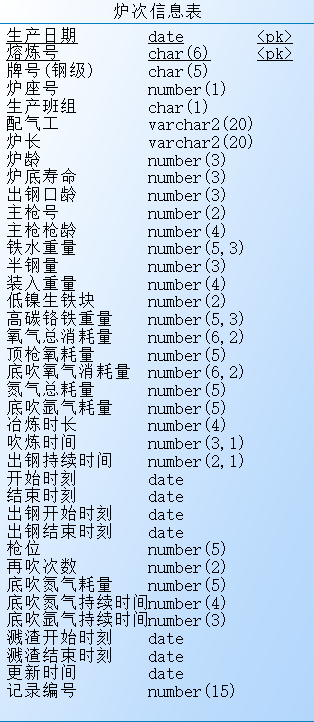 炉次信息表
生产日期 date <pk>
熔炼号 char(6) <pk>
牌号(钢级) char(5)
炉座号 number(1)
生产班组 char(1)
配气工 varchar2(20)
炉长 varchar2(20)
炉龄 number(3)
炉底寿命 number(3)
出钢口龄 number(3)
主枪号 number(2)
主枪枪龄 number(4)
铁水重量 number(5,3)
半钢量 number(3)
装入重量 number(4)
低镍生铁块 number(2)
高碳铬铁重量 number(5,3)
氧气总消耗量 number(6,2)
顶枪氧耗量 number(5)
底吹氧气消耗量 number(6,2)
氮气总耗量 number(5)
底吹氩气耗量 number(5)
冶炼时长 number(4)
吹炼时间 number(3,1)
出钢持续时间 number(2,1)
开始时刻 date
结束时刻 date
出钢开始时刻 date
出钢结束时刻 date
枪位 number(5)
再吹次数 number(2)
底吹氮气耗量 number(5)
底吹氮气持续时间number(4)
底吹氩气持续时间number(3)
溅渣开始时刻 date
溅渣结束时刻 date
更新时间 date
记录编号 number(15)